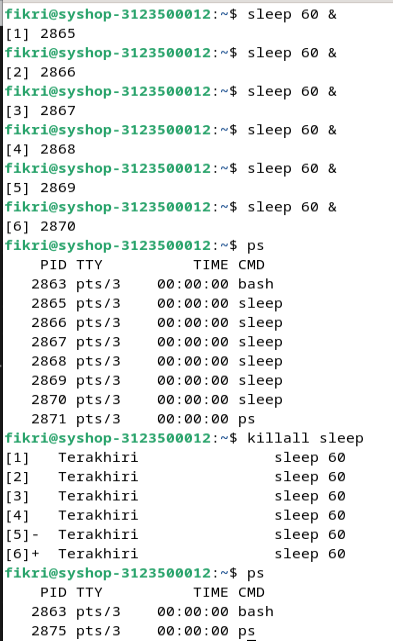 fikri@syshop-3123500012:~$ sleep 60 &
[1] 2865
fikri@syshop-3123500012:~$ sleep 60 &
[2] 2866
fikri@syshop-3123500012:~$ sleep 60 &
[3] 2867
fikri@syshop-3123500012:~$ sleep 60 &
[4] 2868
fikri@syshop-3123500012:~$ sleep 60 &
[5] 2869
fikri@syshop-3123500012:~$ sleep 60 &
[6] 2870
fikri@syshop-3123500012:~$ ps
    PID TTY          TIME CMD
   2863 pts/3    00:00:00 bash
   2865 pts/3    00:00:00 sleep
   2866 pts/3    00:00:00 sleep
   2867 pts/3    00:00:00 sleep
   2868 pts/3    00:00:00 sleep
   2869 pts/3    00:00:00 sleep
   2870 pts/3    00:00:00 sleep
   2871 pts/3    00:00:00 ps
fikri@syshop-3123500012:~$ killall sleep
[1]   Terakhiri               sleep 60
[2]   Terakhiri               sleep 60
[3]   Terakhiri               sleep 60
[4]   Terakhiri               sleep 60
[5]-  Terakhiri               sleep 60
[6]+  Terakhiri               sleep 60
fikri@syshop-3123500012:~$ ps
    PID TTY          TIME CMD
   2863 pts/3    00:00:00 bash
   2875 pts/3    00:00:00 ps